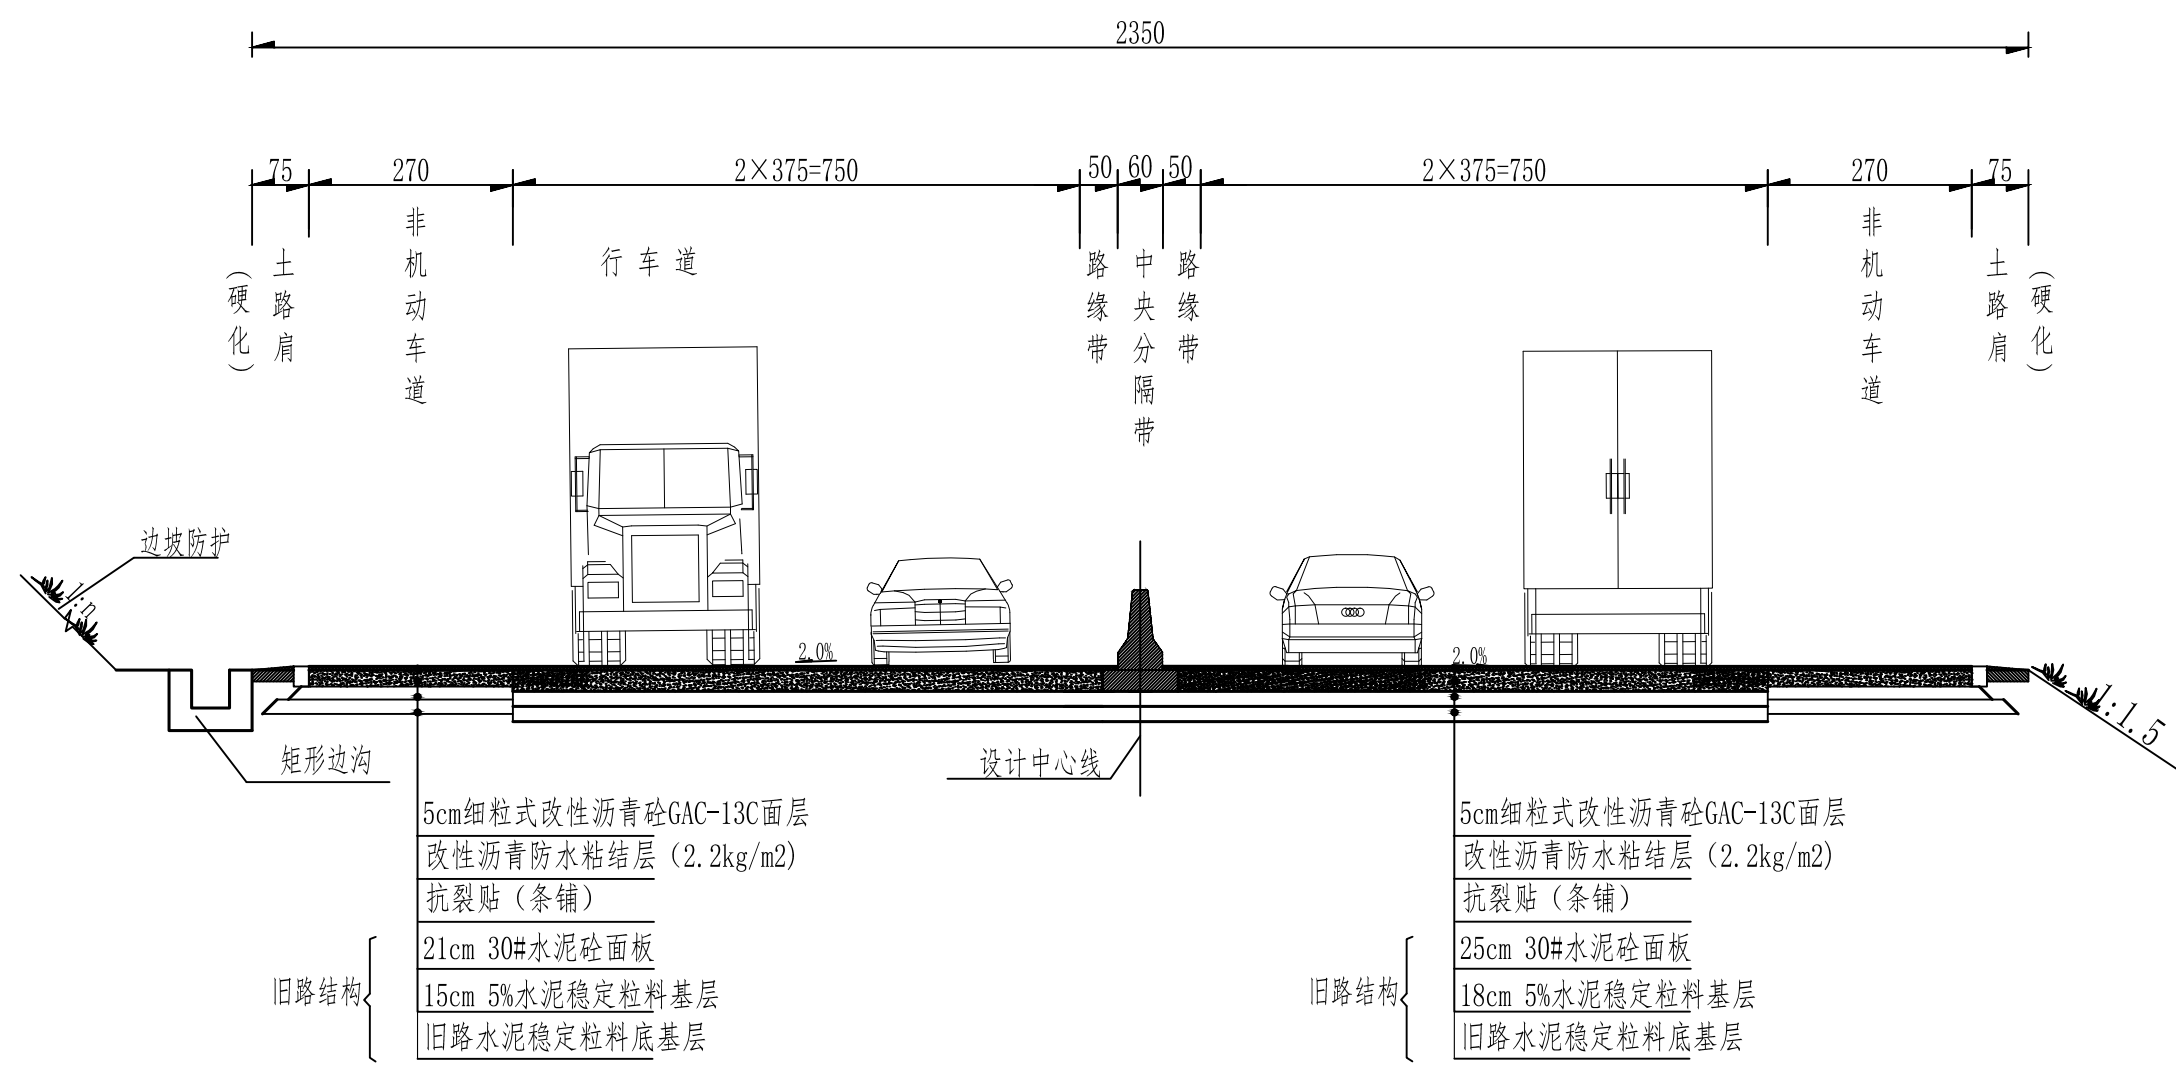 2350
75
270
2×375=750
50
60
50
2×375=750
270
75
(硬化)
土路肩
非机动车道
行车道
路缘带
中央分隔带
路缘带
非机动车道
土路肩
(硬化)
边坡防护
1:n
2.0%
2.0%
1:1.5
矩形边沟
设计中心线
5cm细粒式改性沥青砼GAC-13C面层
改性沥青防水粘结层（2.2kg/m2)
抗裂贴（条铺）
21cm 30#水泥砼面板
15cm 5%水泥稳定粒料基层
旧路水泥稳定粒料底基层
旧路结构
5cm细粒式改性沥青砼GAC-13C面层
改性沥青防水粘结层（2.2kg/m2)
抗裂贴（条铺）
25cm 30#水泥砼面板
18cm 5%水泥稳定粒料基层
旧路水泥稳定粒料底基层
旧路结构